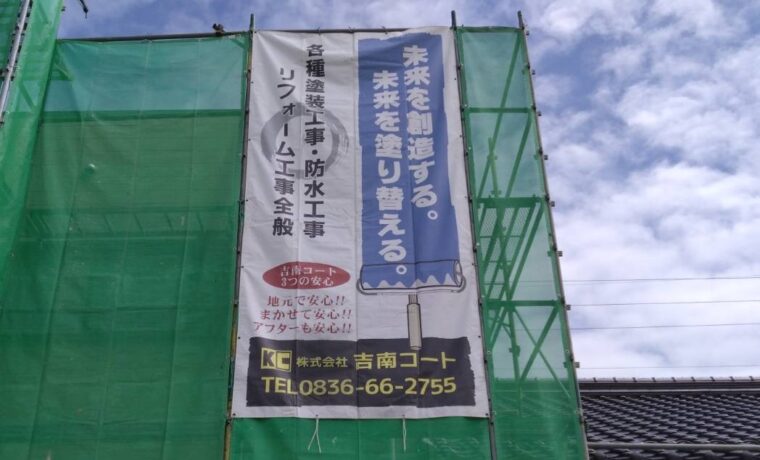 未来を創造する。
未来を塗り替える。
各種塗装工事・防水工事
リフォーム工事全般
吉南コート
3つの安心
地元で安心!!
まかせて安心!!
アフターも安心!!
KC 株式会社 吉南コート
TEL0836-66-2755